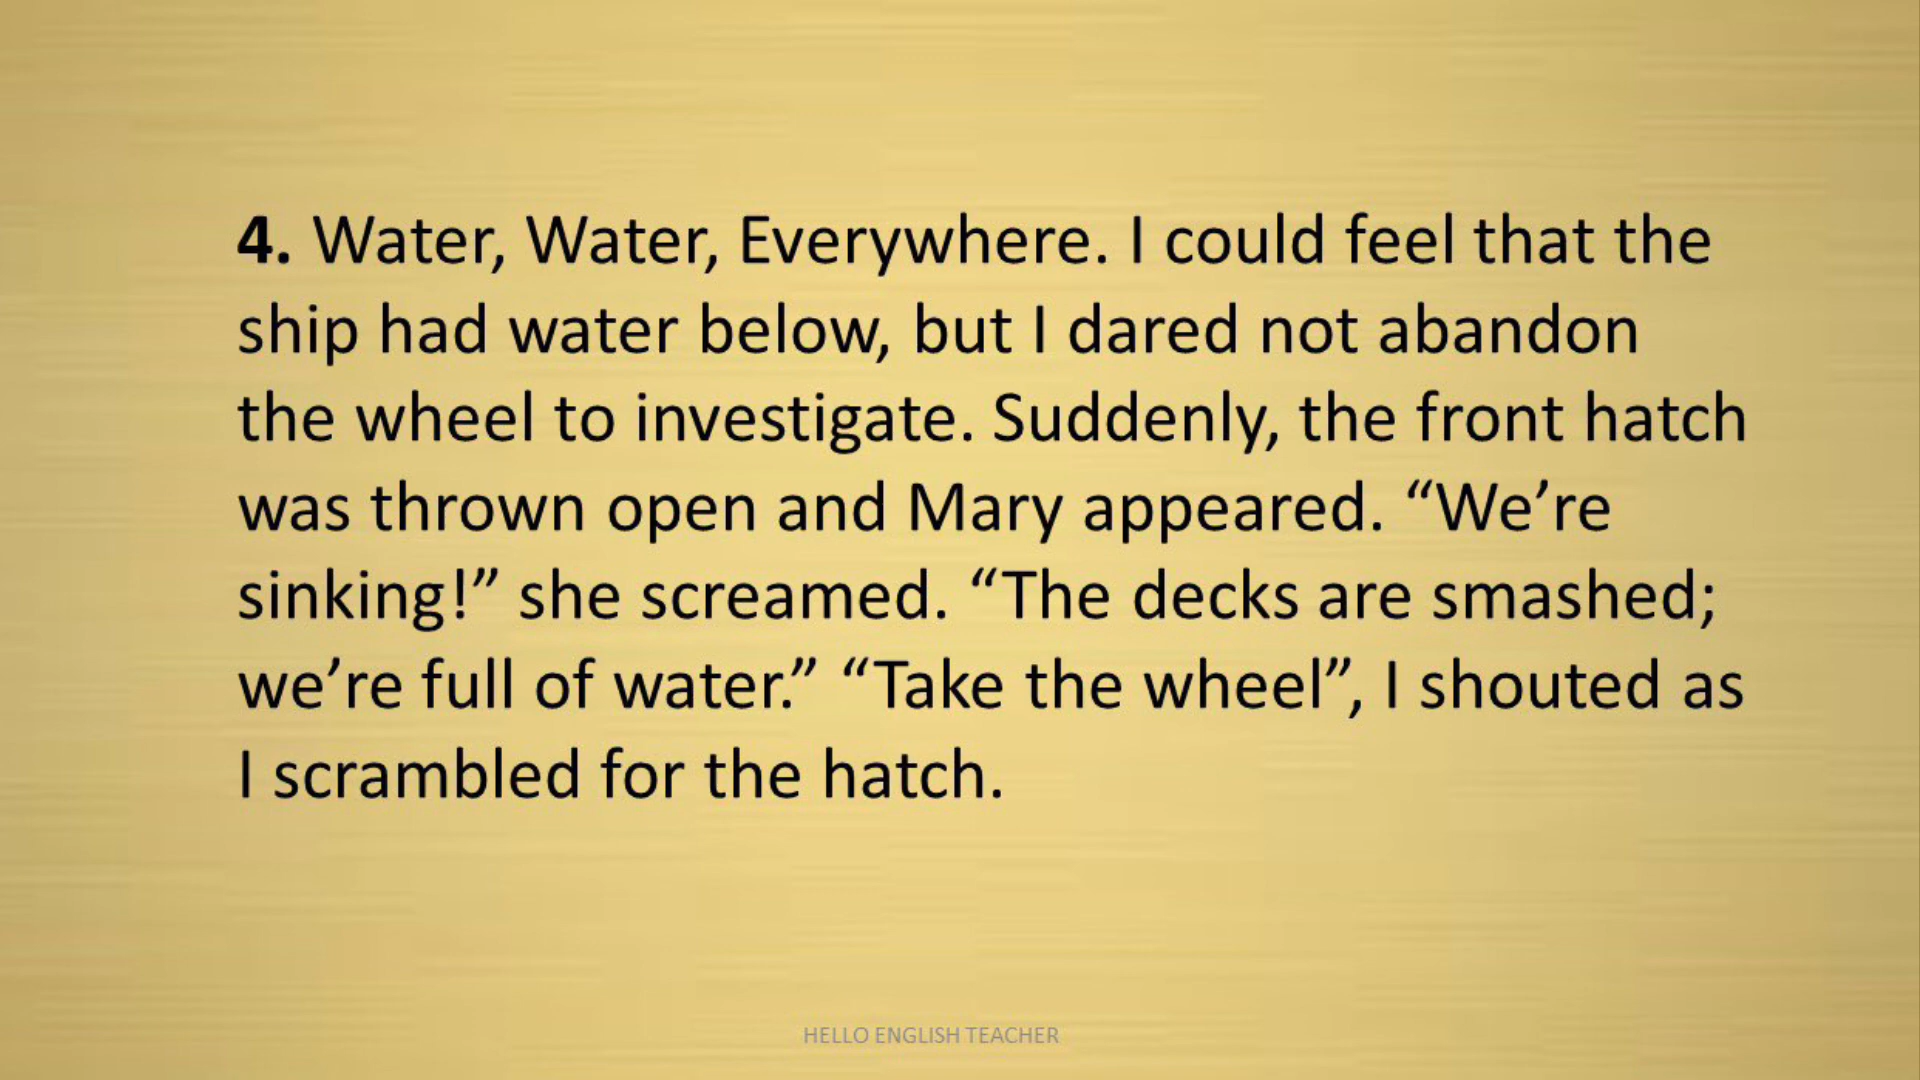 4. Water, Water, Everywhere. I could feel that the
ship had water below, but I dared not abandon
the wheel to investigate. Suddenly, the front hatch
was thrown open and Mary appeared. “We’re
sinking!” she screamed. “The decks are smashed;
we’re full of water.” “Take the wheel”, I shouted as
I scrambled for the hatch.
HELLO ENGLISH TEACHER